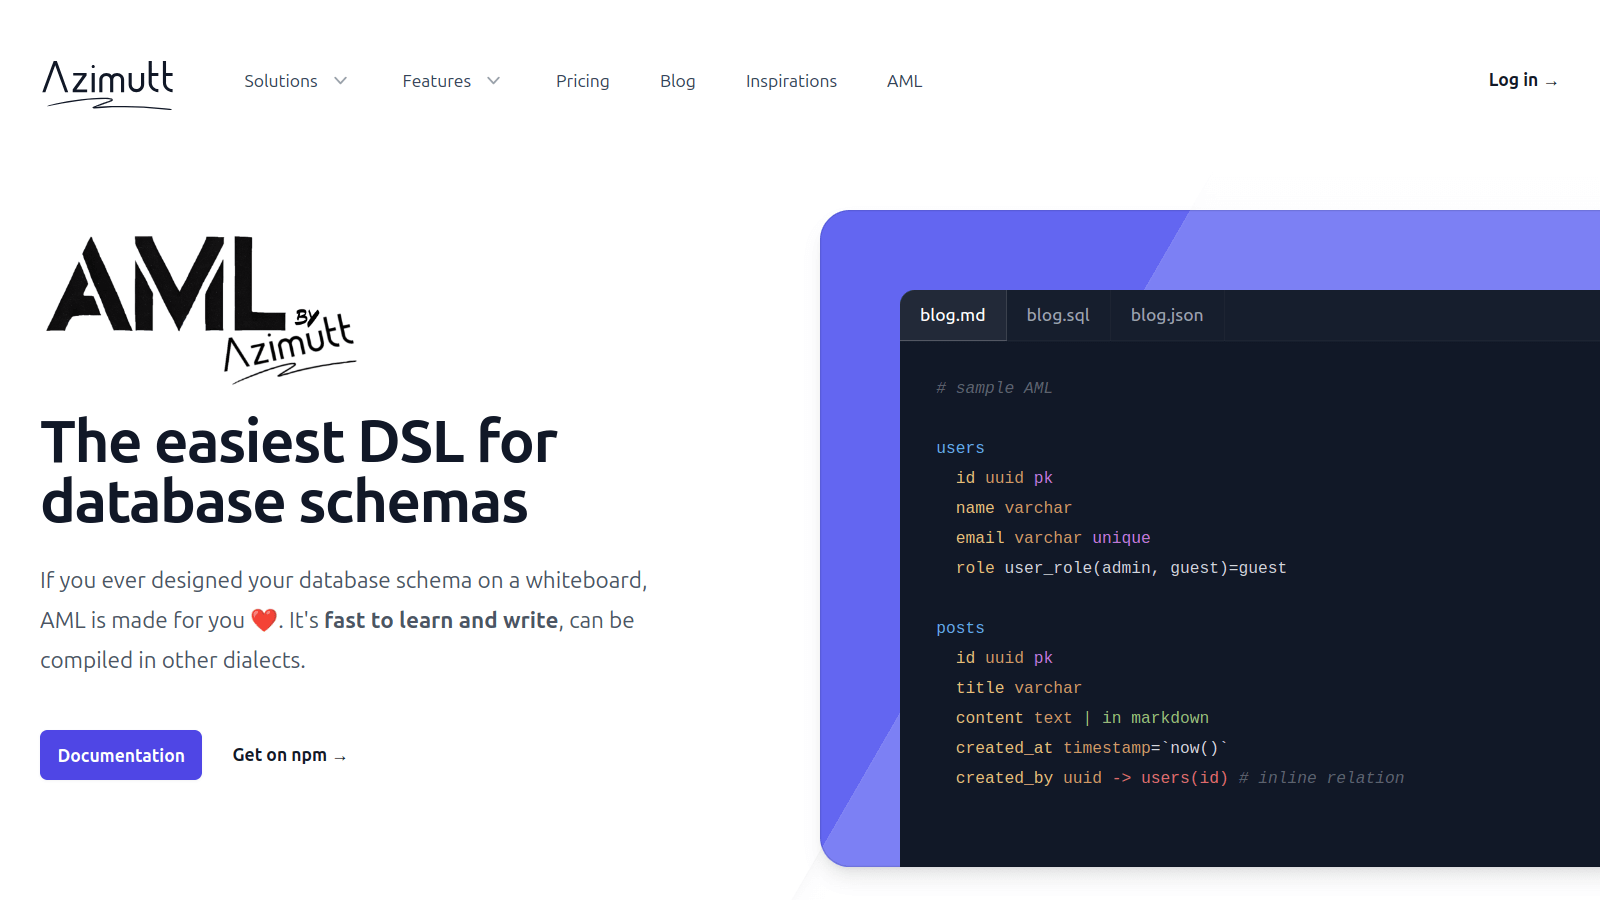 Azimutt
Solutions
Features
Pricing
Blog
Inspirations
AML
Log in →
AML
BY
Azimutt
The easiest DSL for
database schemas
If you ever designed your database schema on a whiteboard,
AML is made for you ❤️. It's fast to learn and write, can be
compiled in other dialects.
Documentation
Get on npm →
blog.md
blog.sql
blog.json
# sample AML
users
  id uuid pk
  name varchar
  email varchar unique
  role user_role(admin, guest)=guest
posts
  id uuid pk
  title varchar
  content text | in markdown
  created_at timestamp=`now()`
  created_by uuid -> users(id) # inline relation